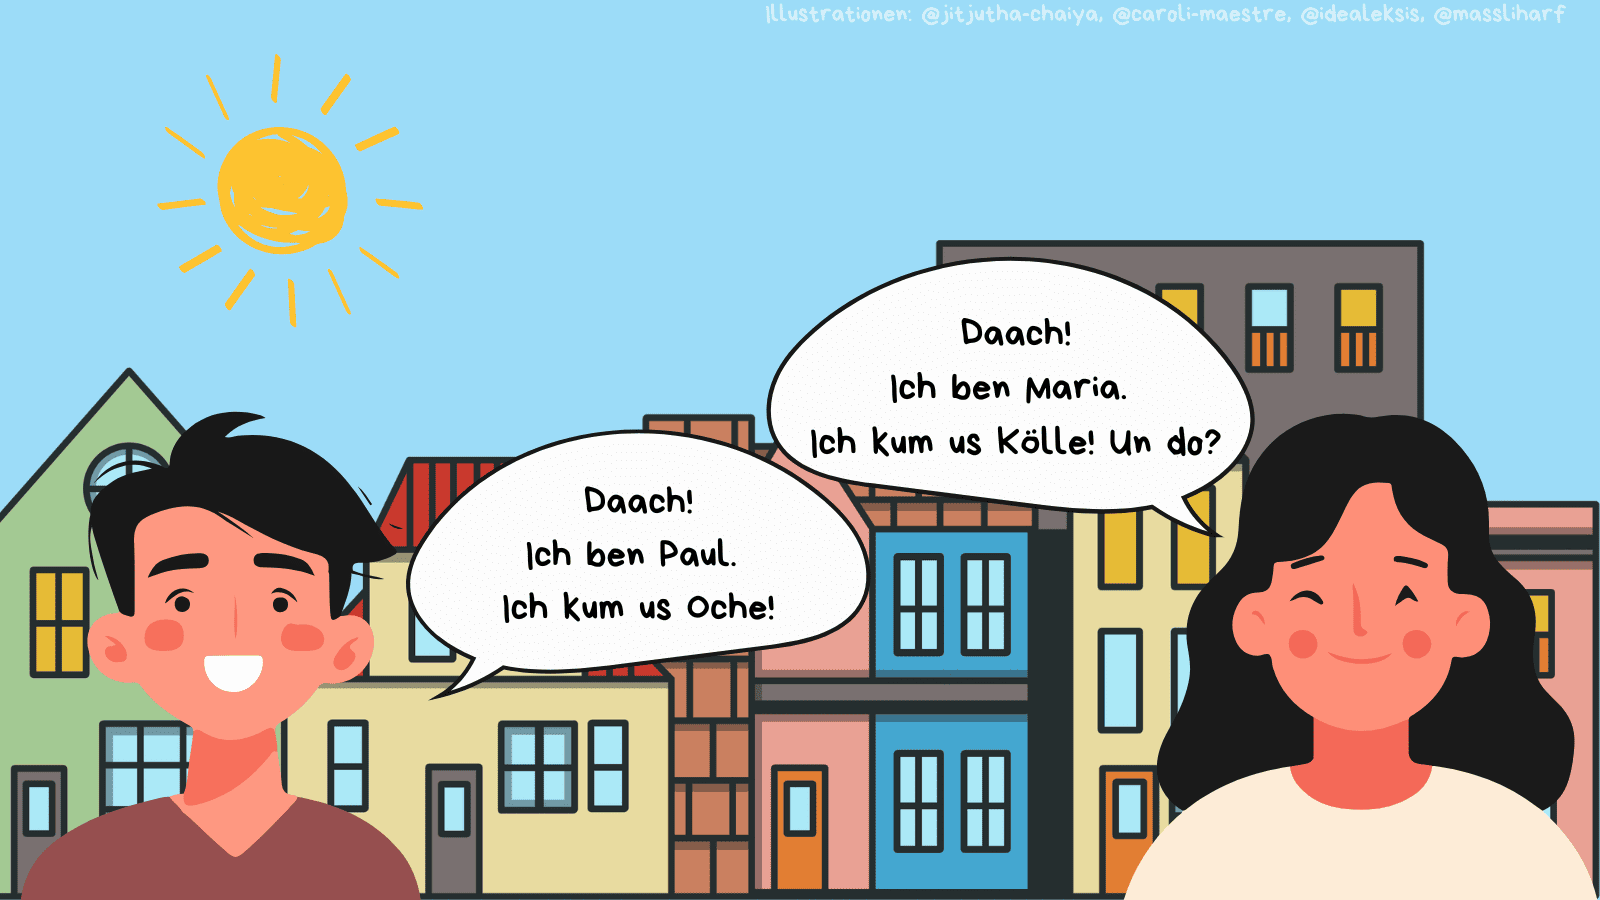 Illustrationen: @jitjutha-chaiya, @caroli-maestre, @idealeksis, @massliharf
Daach!
Ich ben Maria.
Ich kum us Kölle! Un do?
Daach!
Ich ben Paul.
Ich kum us Oche!